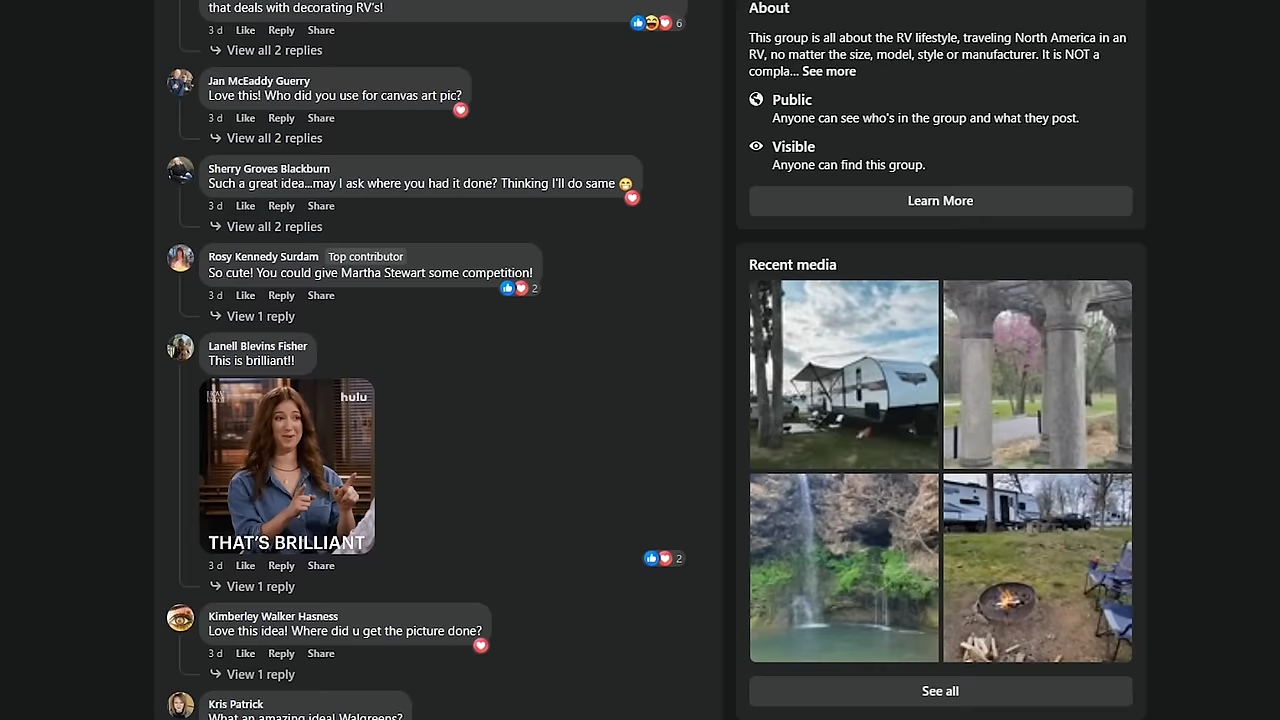 that deals with decorating RV's!
3 d Like Reply Share
6
View all 2 replies
Jan McEaddy Guerry
Love this! Who did you use for canvas art pic?
3 d Like Reply Share
View all 2 replies
Sherry Groves Blackburn
Such a great idea...may I ask where you had it done? Thinking I'll do same 😁
3 d Like Reply Share
View all 2 replies
Rosy Kennedy Surdam Top contributor
So cute! You could give Martha Stewart some competition!
3 d Like Reply Share
2
View 1 reply
Lanell Blevins Fisher
This is brilliant!!
hulu
THAT'S BRILLIANT
3 d Like Reply Share
2
View 1 reply
Kimberley Walker Hasness
Love this idea! Where did u get the picture done?
3 d Like Reply Share
View 1 reply
Kris Patrick
What an amazing idea! Walgreens?
About
This group is all about the RV lifestyle, traveling North America in an
RV, no matter the size, model, style or manufacturer. It is NOT a
compla... See more
Public
Anyone can see who's in the group and what they post.
Visible
Anyone can find this group.
Learn More
Recent media
See all